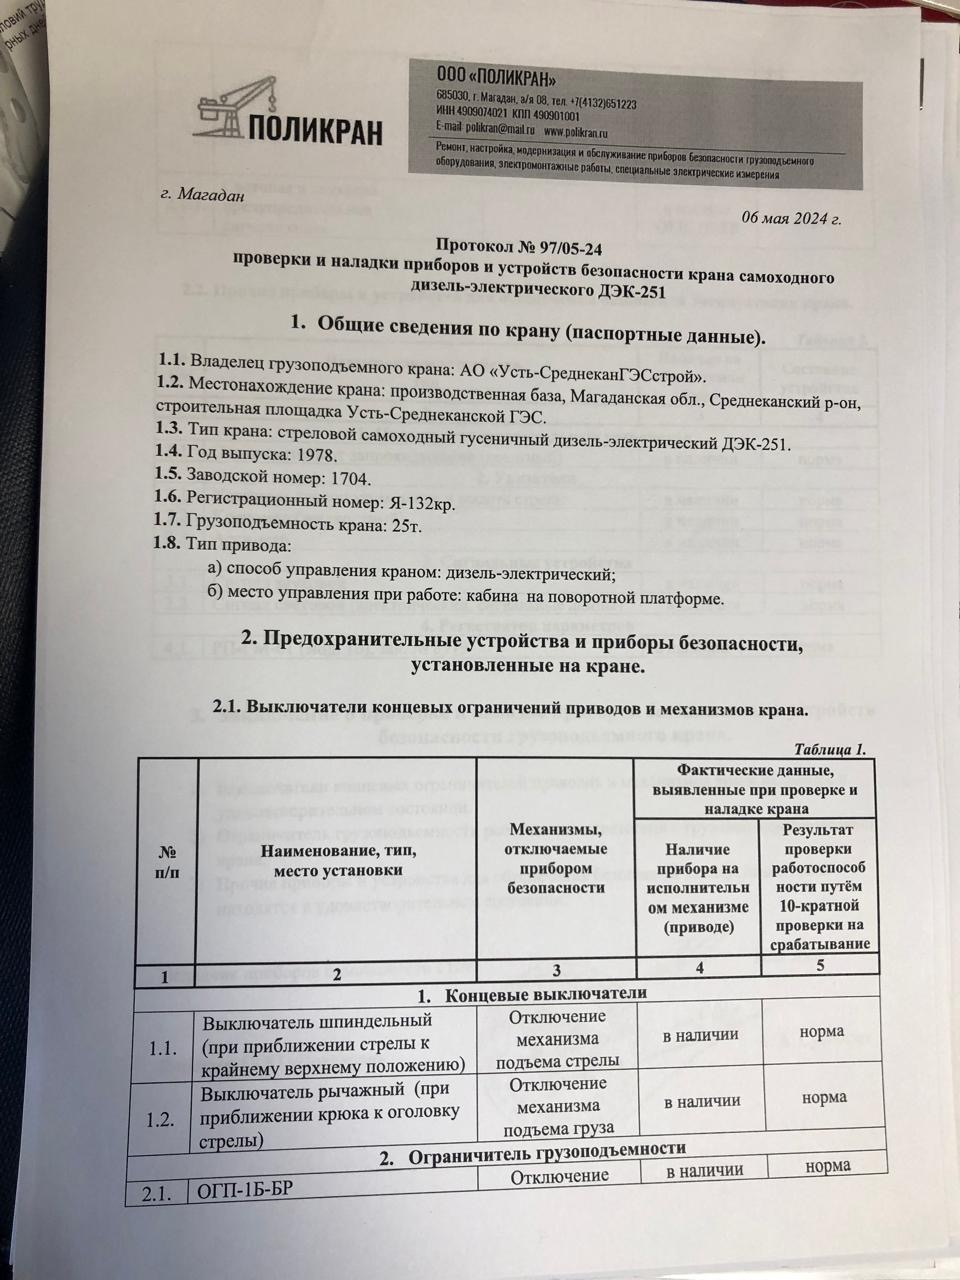 ловий тру
рных дне
ПОЛИКРАН
ООО «ПОЛИКРАН»
685030, г. Магадан, а/я 08, тел. +7(4132)651223
ИНН 4909074021 КПП 490901001
E-mail: polikran@mail.ru www.polikran.ru
Ремонт, настройка, модернизация и обслуживание приборов безопасности грузоподъемного
оборудования, электромонтажные работы, специальные электрические измерения
г. Магадан
06 мая 2024 г.
Протокол № 97/05-24
проверки и наладки приборов и устройств безопасности крана самоходного
дизель-электрического ДЭК-251
1. Общие сведения по крану (паспортные данные).
1.1. Владелец грузоподъемного крана: АО «Усть-СреднеканГЭСстрой».
1.2. Местонахождение крана: производственная база, Магаданская обл., Среднеканский р-он,
строительная площадка Усть-Среднеканской ГЭС.
1.3. Тип крана: стреловой самоходный гусеничный дизель-электрический ДЭК-251.
1.4. Год выпуска: 1978.
1.5. Заводской номер: 1704.
1.6. Регистрационный номер: Я-132кр.
1.7. Грузоподъемность крана: 25т.
1.8. Тип привода:
а) способ управления краном: дизель-электрический;
б) место управления при работе: кабина на поворотной платформе.
2. Предохранительные устройства и приборы безопасности,
установленные на кране.
2.1. Выключатели концевых ограничений приводов и механизмов крана.
Таблица 1.
№
п/п
Наименование, тип,
место установки
Механизмы,
отключаемые
прибором
безопасности
Фактические данные,
выявленные при проверке и
наладке крана
Наличие
прибора на
исполнительн
ом механизме
(приводе)
Результат
проверки
работоспособ
ности путём
10-кратной
проверки на
срабатывание
1 2 3 4 5
1. Концевые выключатели
1.1.
Выключатель шпиндельный
(при приближении стрелы к
крайнему верхнему положению)
Отключение
механизма
подъема стрелы
в наличии
норма
1.2.
Выключатель рычажный (при
приближении крюка к оголовку
стрелы)
Отключение
механизма
подъема груза
в наличии
норма
2. Ограничитель грузоподъемности
2.1. ОГП-1Б-БР Отключение в наличии норма